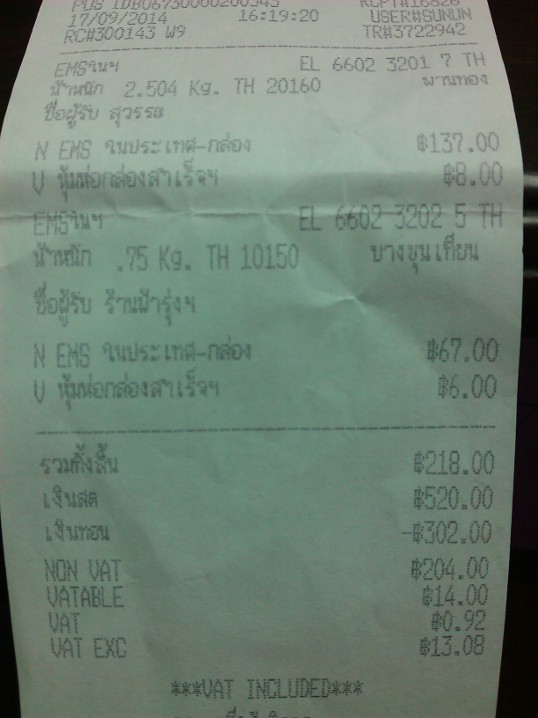 POS ID
17/09/2014 16:19:20 USER#SUNUN
RC#300143 W9 TR#3722942
EMSในฯ EL 6602 3201 7 TH
น้ำหนัก 2.504 Kg. TH 20160 พานทอง
ชื่อผู้รับ สุวรรธ
N EMS ในประเทศ-กล่อง ฿137.00
V หุ้มห่อกล่องสำเร็จฯ ฿8.00
EMSในฯ EL 6602 3202 5 TH
น้ำหนัก .75 Kg. TH 10150 บางขุนเทียน
ชื่อผู้รับ ร้านฟ้ารุ่งฯ
N EMS ในประเทศ-กล่อง ฿67.00
V หุ้มห่อกล่องสำเร็จฯ ฿6.00
รวมทั้งสิ้น ฿218.00
เงินสด ฿520.00
เงินทอน -฿302.00
NON VAT ฿204.00
VATABLE ฿14.00
VAT ฿0.92
VAT EXC ฿13.08
***VAT INCLUDED***